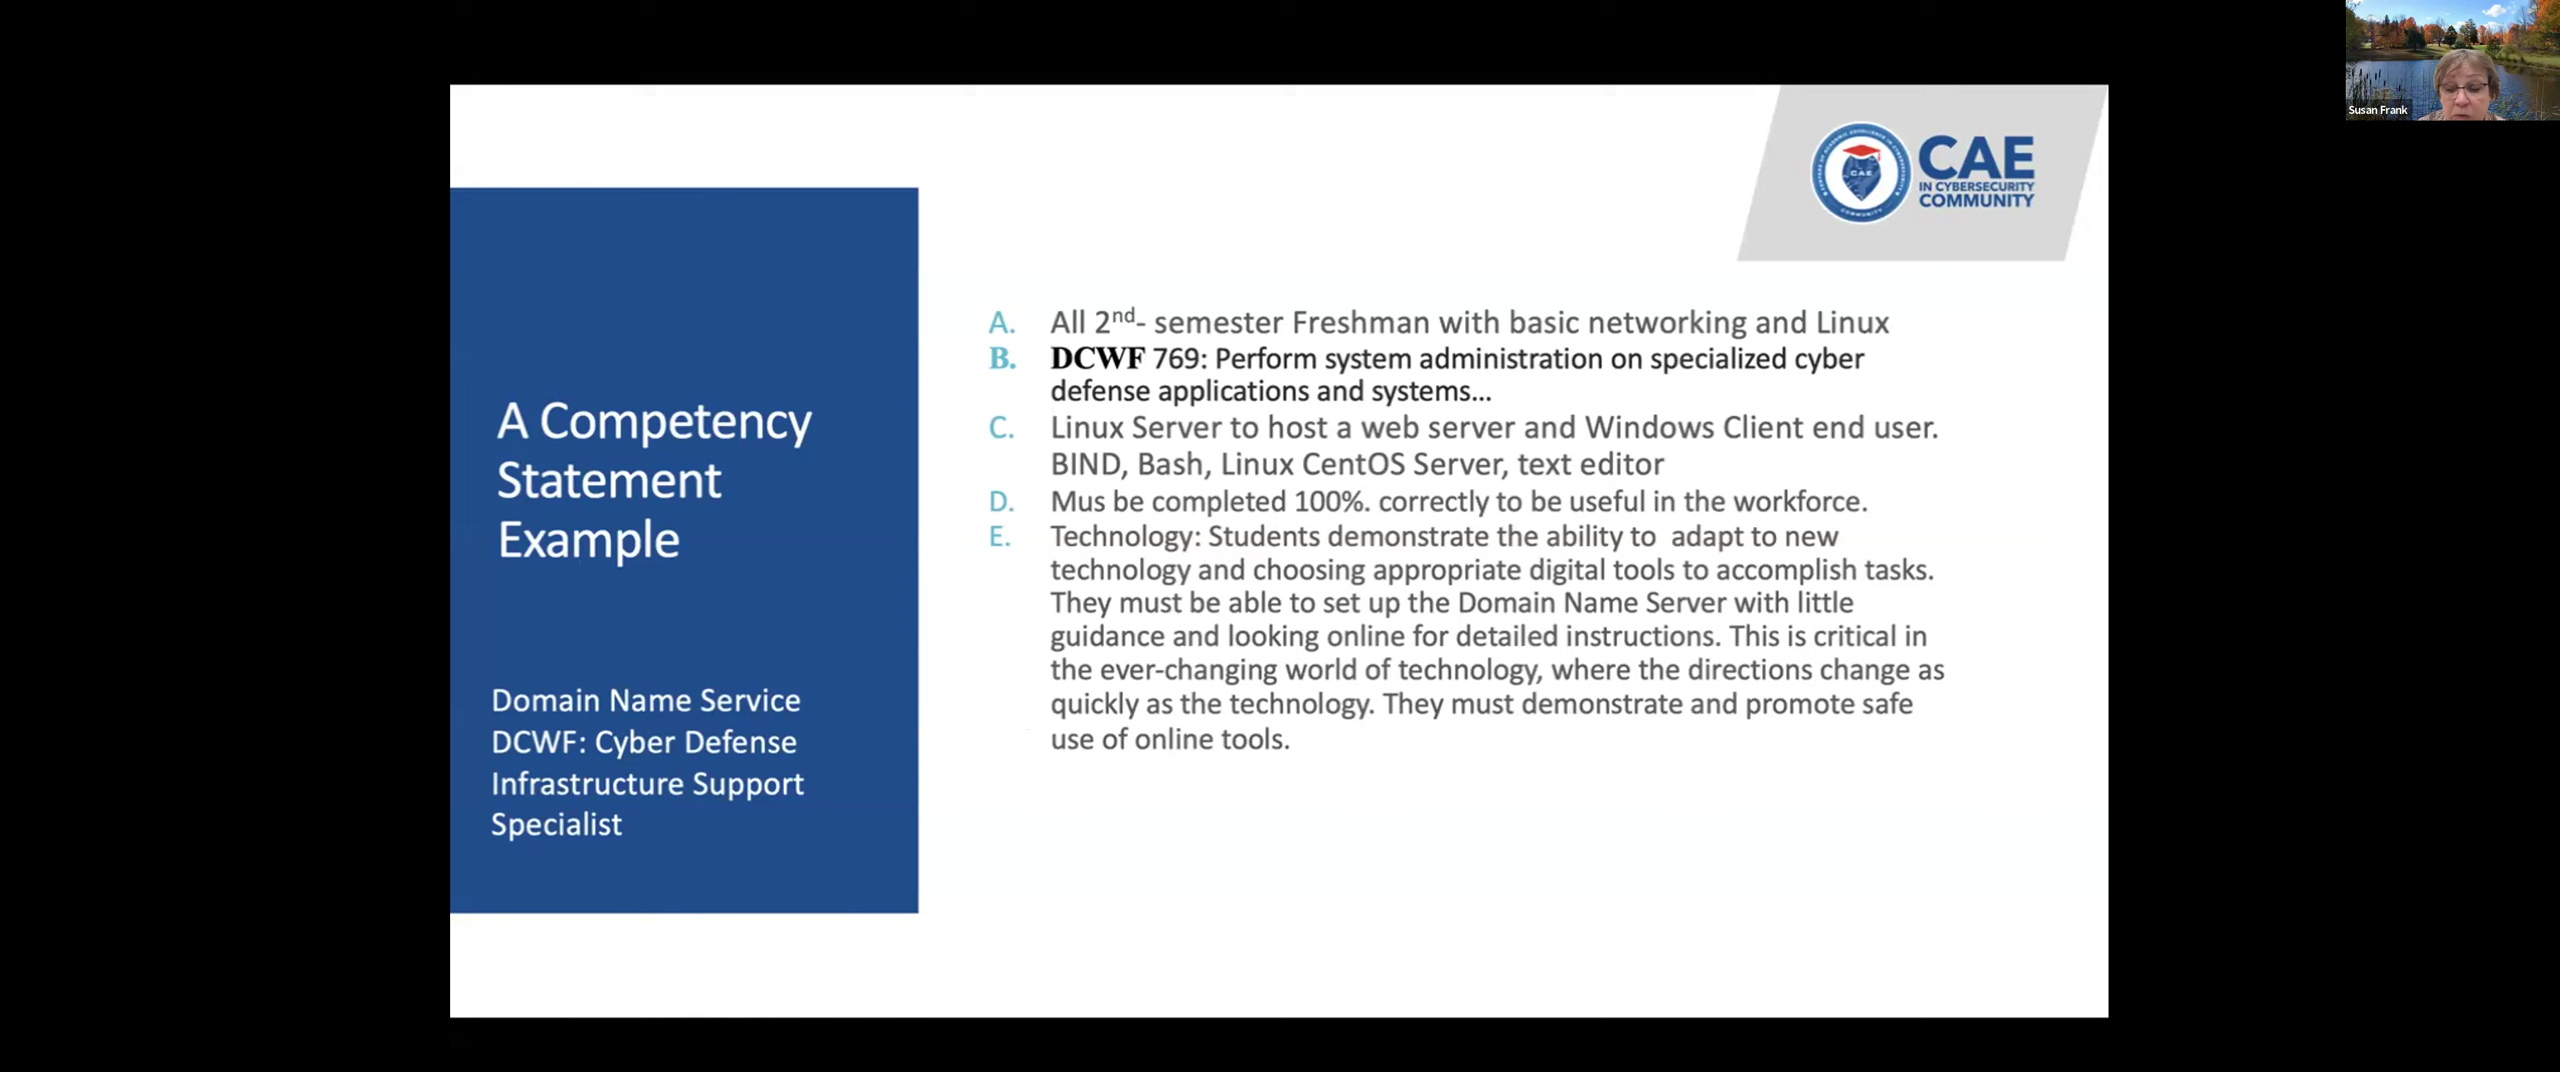 Susan Frank
CAE
CAE
IN CYBERSECURITY
COMMUNITY
COMMUNITY
A Competency
Statement
Example
Domain Name Service
DCWF: Cyber Defense
Infrastructure Support
Specialist
A. All 2nd- semester Freshman with basic networking and Linux
B. DCWF 769: Perform system administration on specialized cyber
defense applications and systems...
C. Linux Server to host a web server and Windows Client end user.
BIND, Bash, Linux CentOS Server, text editor
D. Mus be completed 100%. correctly to be useful in the workforce.
E. Technology: Students demonstrate the ability to  adapt to new
technology and choosing appropriate digital tools to accomplish tasks.
They must be able to set up the Domain Name Server with little
guidance and looking online for detailed instructions. This is critical in
the ever-changing world of technology, where the directions change as
quickly as the technology. They must demonstrate and promote safe
use of online tools.